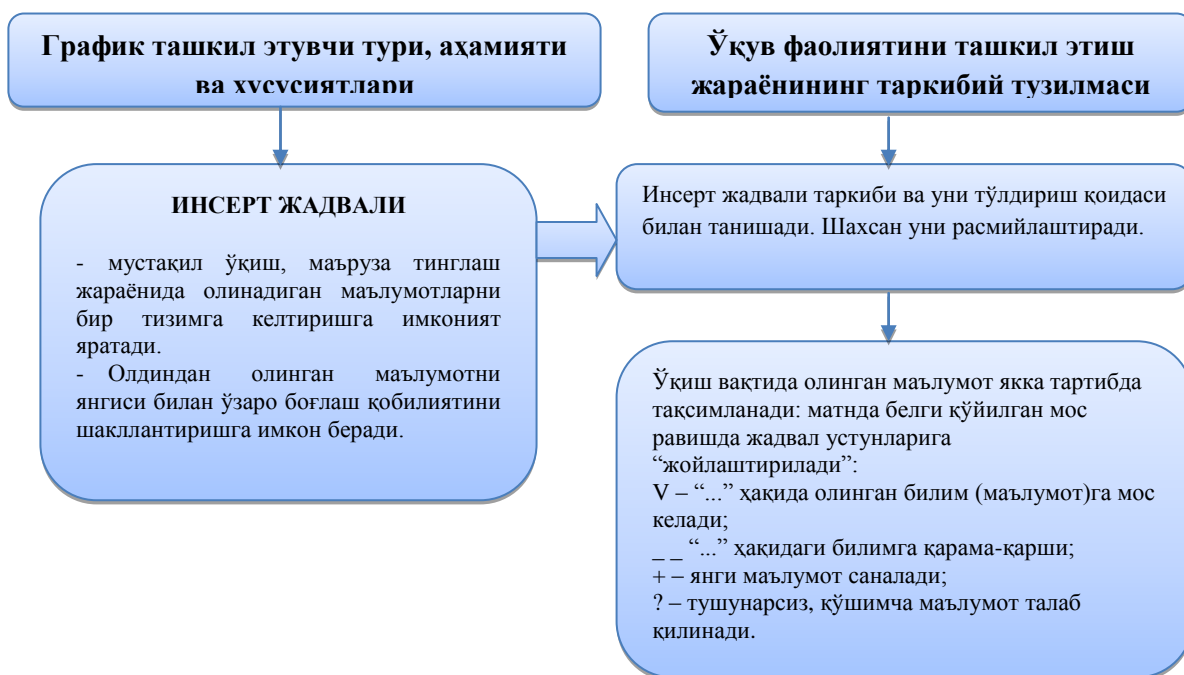 График ташкил этувчи тури, аҳамияти
ва хусусиятлари
Ўқув фаолиятини ташкил этиш
жараёнининг таркибий тузилмаси
ИНСЕРТ ЖАДВАЛИ
- мустақил ўқиш, маъруза тинглаш
жараёнида олинадиган маълумотларни
бир тизимга келтиришга имконият
яратади.
- Олдиндан олинган маълумотни
янгиси билан ўзаро боғлаш қобилиятини
шакллантиришга имкон беради.
Инсерт жадвали таркиби ва уни тўлдириш қоидаси
билан танишади. Шахсан уни расмийлаштиради.
Ўқиш вақтида олинган маълумот якка тартибда
тақсимланади: матнда белги қўйилган мос
равишда жадвал устунларига
“жойлаштирилади”:
V – “...” ҳақида олинган билим (маълумот)га мос
келади;
_ _ “...” ҳақидаги билимга қарама-қарши;
+ – янги маълумот саналади;
? – тушунарсиз, қўшимча маълумот талаб
қилинади.